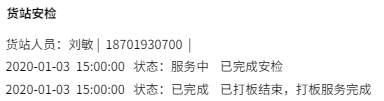 货站安检
货站人员：刘敏 | 18701930700 |
2020-01-03 15:00:00 状态：服务中 已完成安检
2020-01-03 15:00:00 状态：已完成 已打板结束，打板服务完成